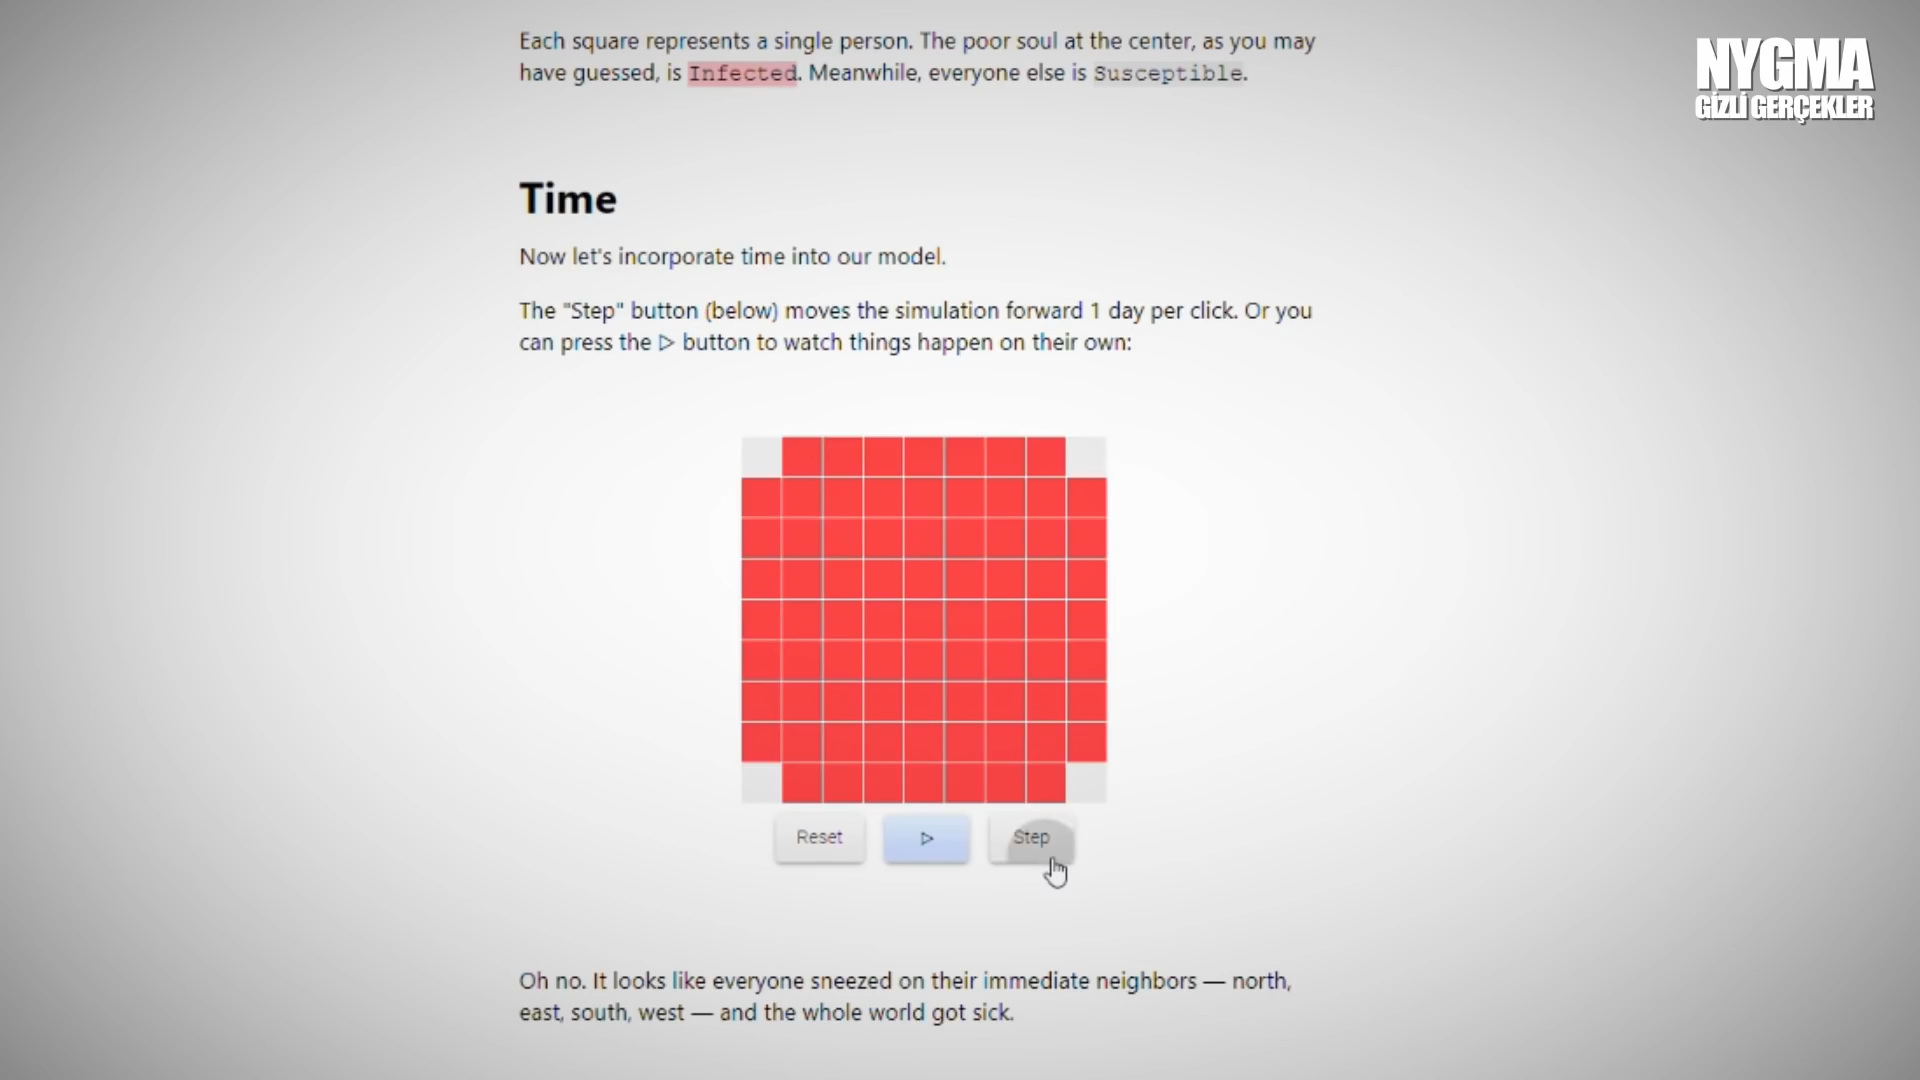 Each square represents a single person. The poor soul at the center, as you may
have guessed, is Infected. Meanwhile, everyone else is Susceptible.
NYGMA
GİZLİ GERÇEKLER
Time
Now let's incorporate time into our model.
The "Step" button (below) moves the simulation forward 1 day per click. Or you
can press the ▷ button to watch things happen on their own:
Reset ▷ Step
Oh no. It looks like everyone sneezed on their immediate neighbors — north,
east, south, west — and the whole world got sick.